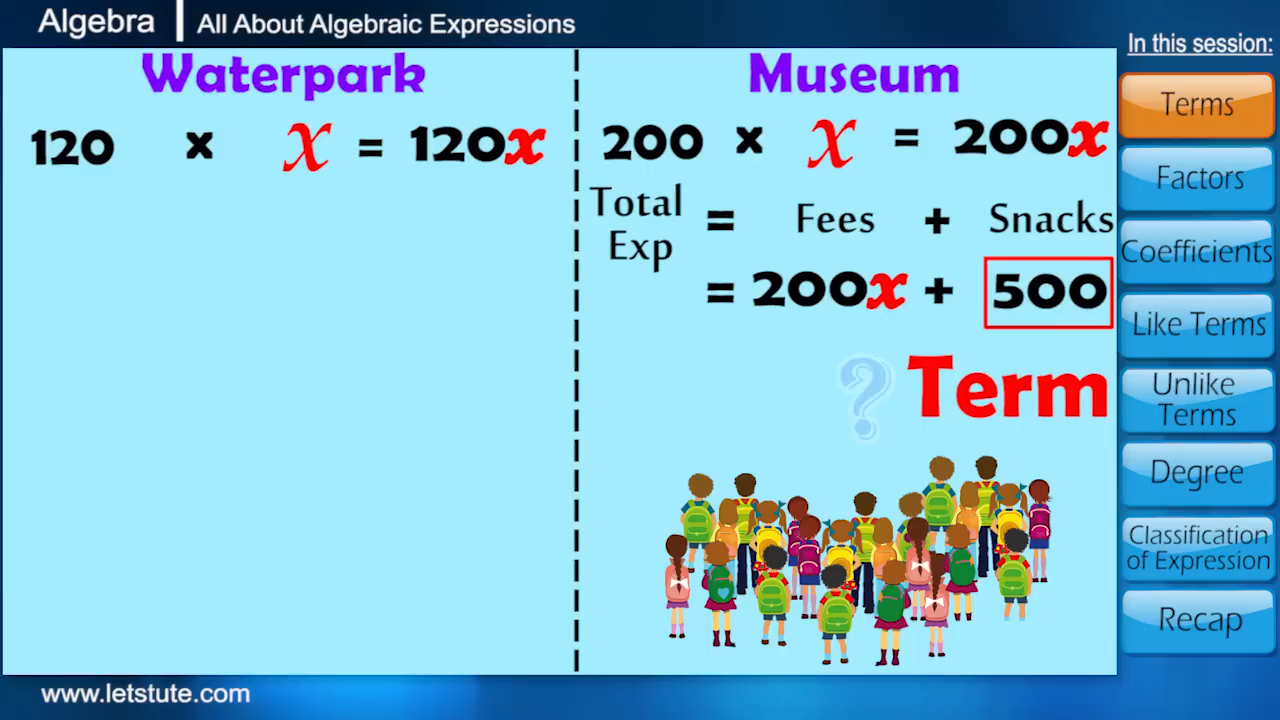 Algebra | All About Algebraic Expressions
In this session:
Waterpark
120 x x = 120x
Museum
200 x x = 200x
Total Exp = Fees + Snacks
= 200x + 500
? Term
Terms
Factors
Coefficients
Like Terms
Unlike
Terms
Degree
Classification
of Expression
Recap
www.letstute.com